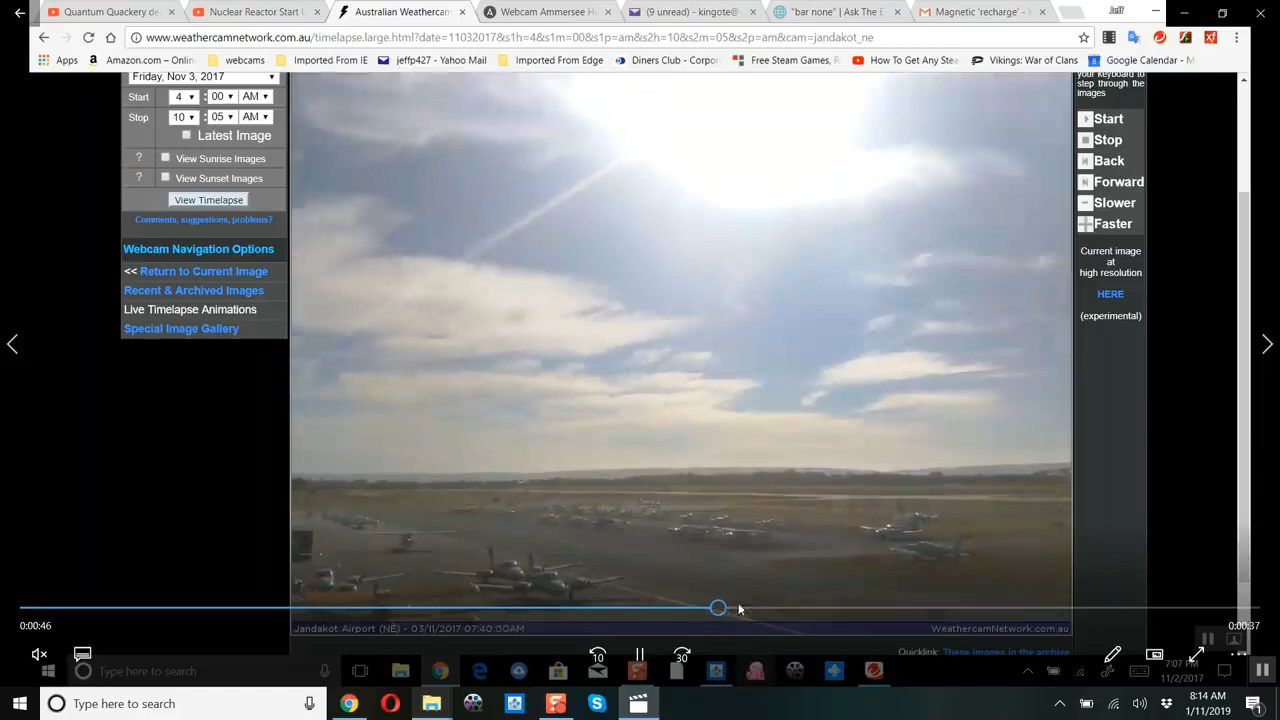 Quantum Quackery de
Nuclear Reactor Start
Australian Weathercam
Webcam Ammersee H
(9 unread) - kingofn@
"bar none" | Ask The E
Magnetic 'recharge' -
Jeff
www.weathercamnetwork.com.au/timelapse.large.html?date=11032017&s1h=4&s1m=00&s1p=am&s2h=10&s2m=05&s2p=am&cam=jandakot_ne
Apps
Amazon.com – Onlin
webcams
Imported From IE
jeffp427 - Yahoo Mail
Imported From Edge
Diners Club - Corpor
Free Steam Games, F
How To Get Any Stea
Vikings: War of Clans
Google Calendar -
Friday, Nov 3, 2017
Start 4 : 00 AM
Stop 10 : 05 AM
Latest Image
? View Sunrise Images
? View Sunset Images
View Timelapse
Comments, suggestions, problems?
Webcam Navigation Options
<< Return to Current Image
Recent & Archived Images
Live Timelapse Animations
Special Image Gallery
your keyboard to
step through the
images
Start
Stop
Back
Forward
Slower
Faster
Current image
at
high resolution
HERE
(experimental)
0:00:46
0:00:37
Jandakot Airport (NE) - 03/11/2017 07:40:00AM
WeathercamNetwork.com.au
Quicklink: These images in the archive
10
30
Type here to search
7:07 PM
11/2/2017
Type here to search
8:14 AM
1/11/2019
1